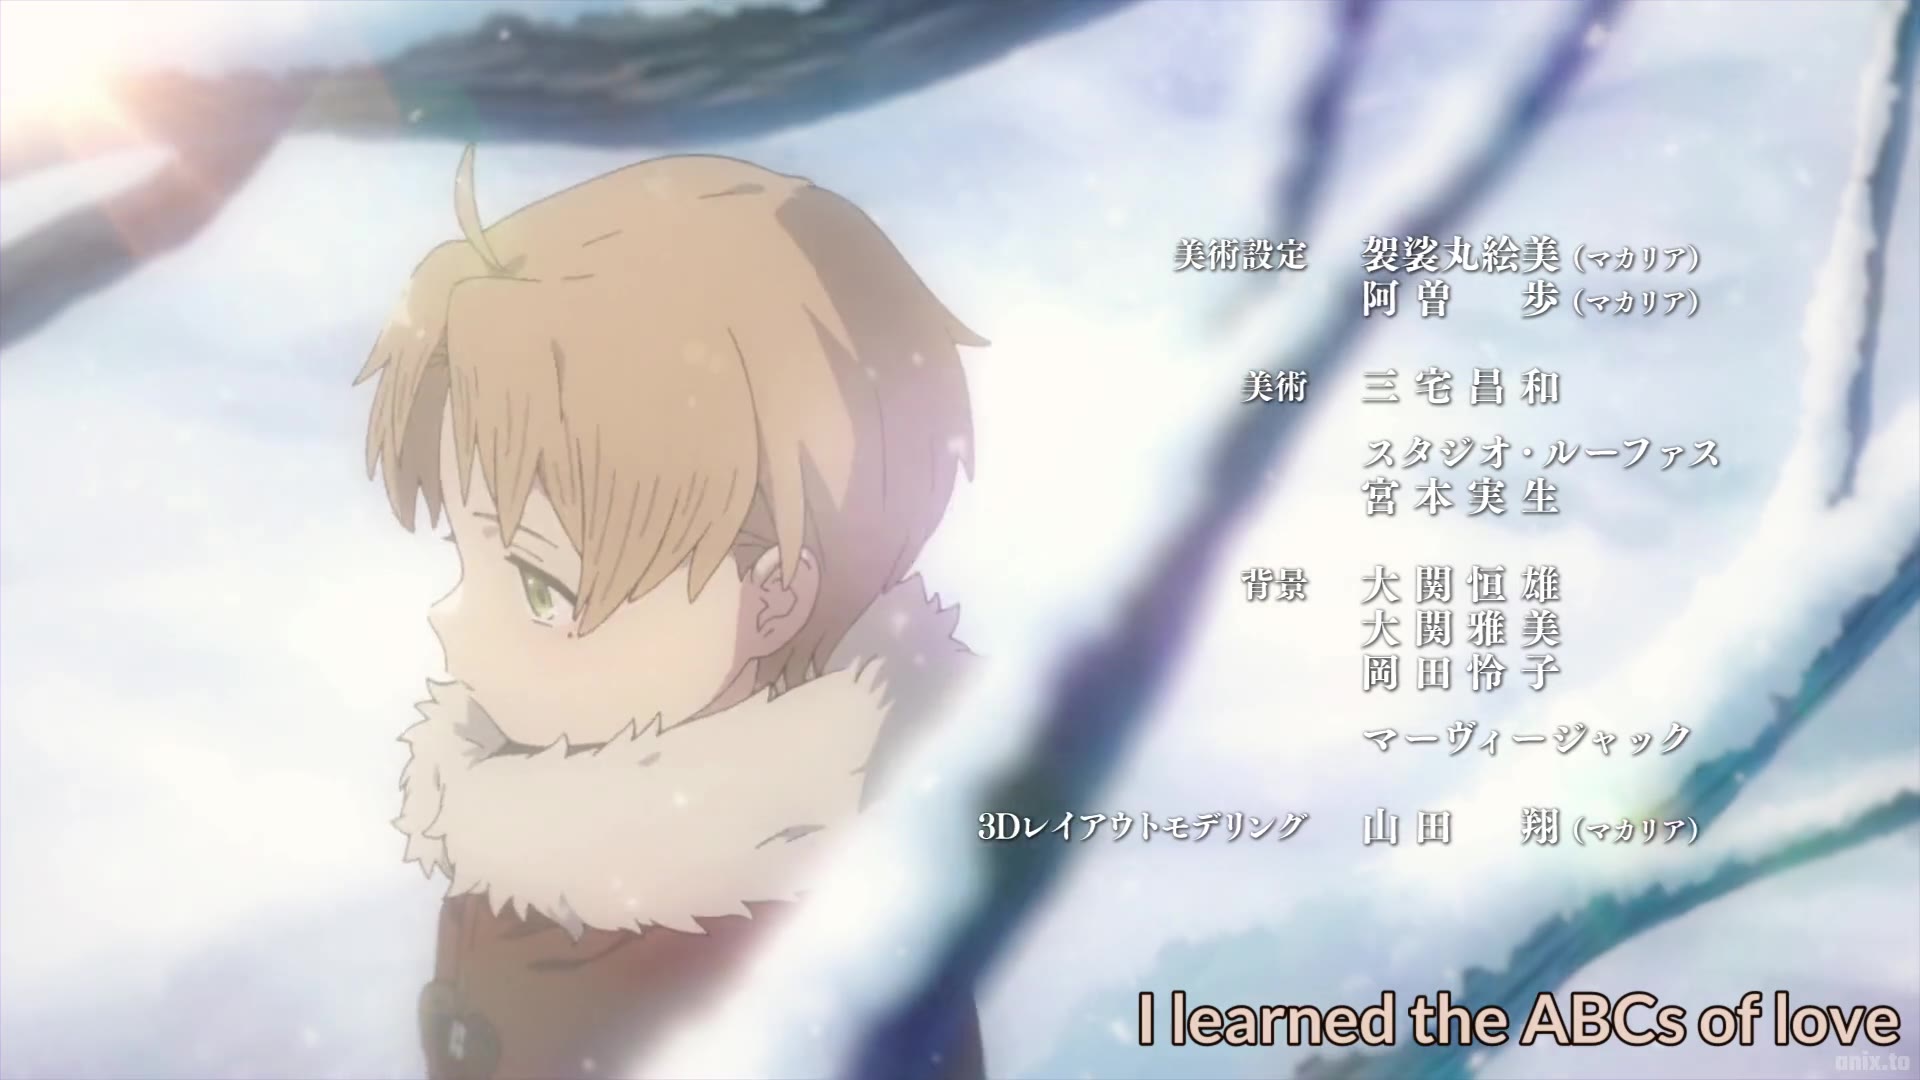 美術設定 袈裟丸絵美（マカリア）
阿曽 歩（マカリア）
美術 三宅昌和
スタジオ・ルーファス
宮本実生
背景 大関恒雄
大関雅美
岡田怜子
マーヴィージャック
3Dレイアウトモデリング 山田 翔（マカリア）
I learned the ABCs of love
anix.to